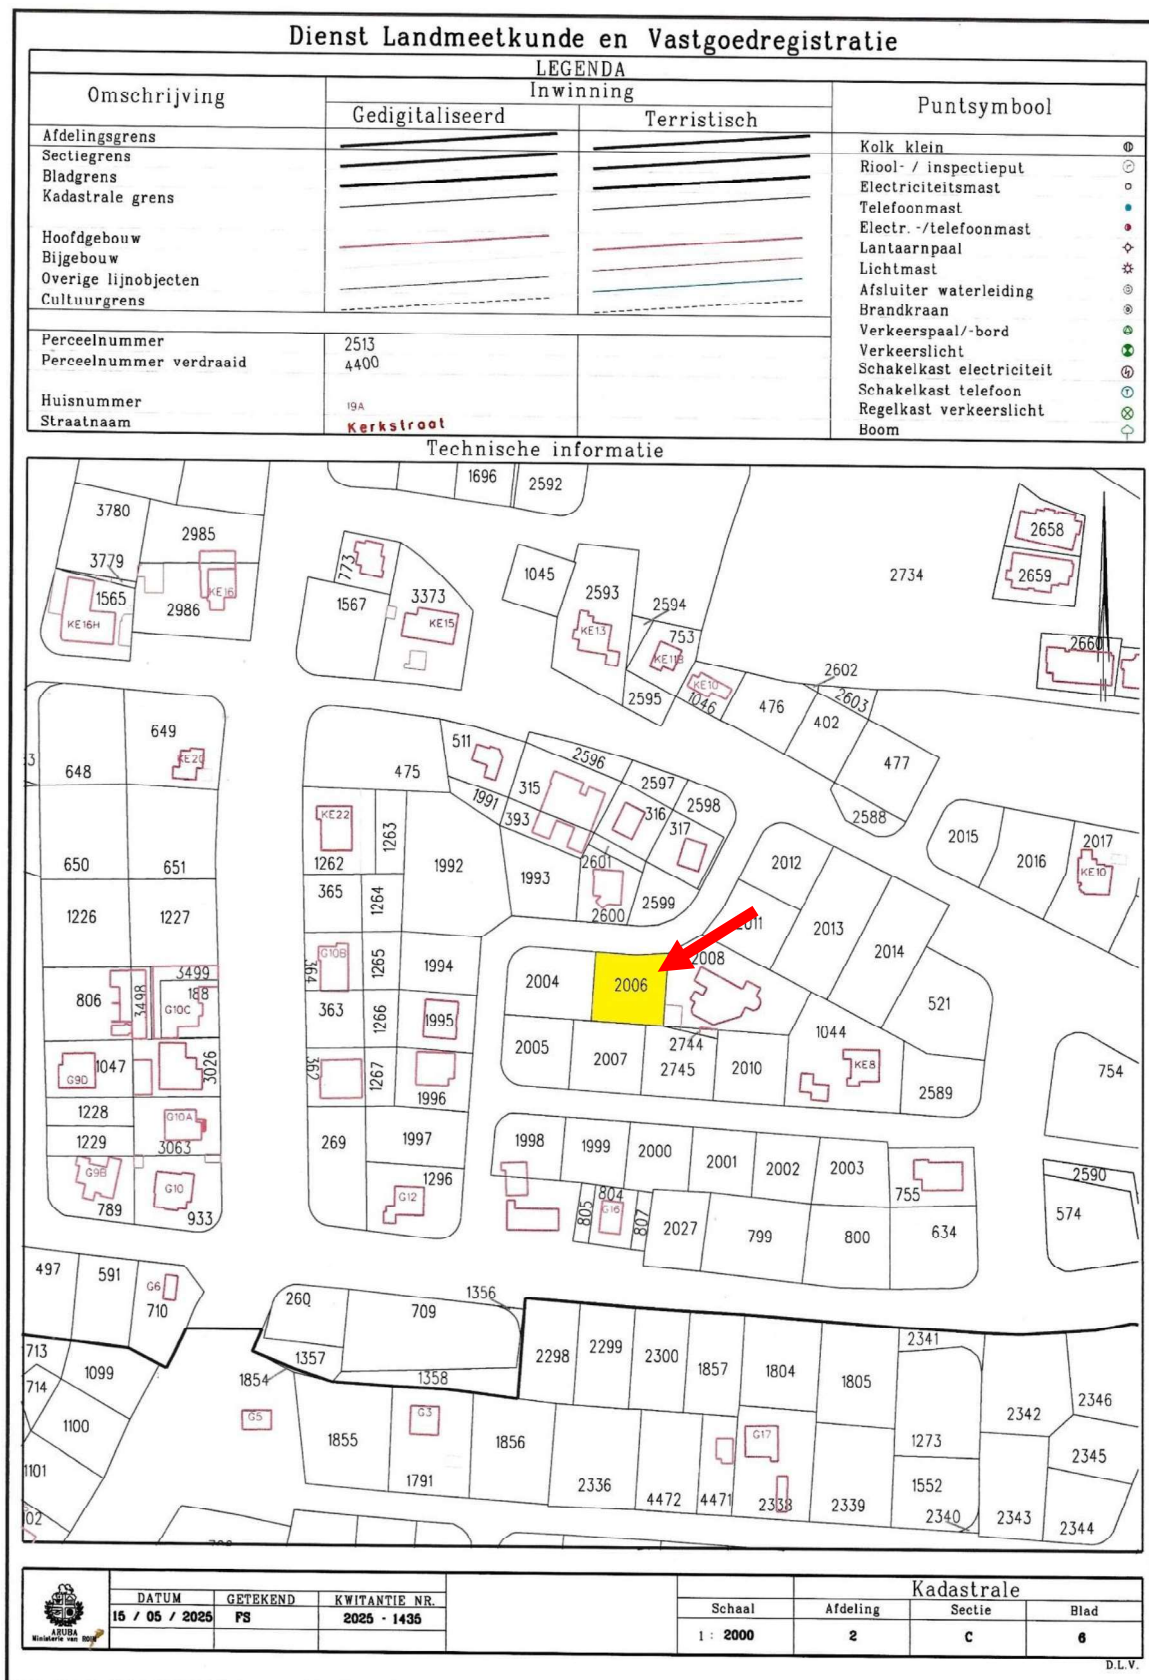 Dienst Landmeetkunde en Vastgoedregistratie
LEGENDA
Omschrijving
Inwinning
Gedigitaliseerd
Terristisch
Puntsymbool
Afdelingsgrens
Sectiegrens
Bladgrens
Kadastrale grens
Hoofdgebouw
Bijgebouw
Overige lijnobjecten
Cultuurgrens
Perceelnummer 2513
Perceelnummer verdraaid 4400
Huisnummer 19A
Straatnaam Kerkstraat
Kolk klein
Riool- / inspectieput
Electriciteitsmast
Telefoonmast
Electr. -/telefoonmast
Lantaarnpaal
Lichtmast
Afsluiter waterleiding
Brandkraan
Verkeerspaal/-bord
Verkeerslicht
Schakelkast electriciteit
Schakelkast telefoon
Regelkast verkeerslicht
Boom
Technische informatie
1696 2592
3780 2985
3779
1565 KE16H 2986 KE16
773 1567 3373 KE15
1045 2593 KE13 2594 753 KE11B
2734
2658
2659
2660
2595 KE10 1046 476 2602 2603 402
477
2588
649 KE20
648
475 511 2596
315 2597
1991 393 316 2598
317
2601
KE22 1262 1263
650 651
365 1264 1992 1993 2600 2599
2012 2015 2016 2017 KE10
1226 1227
2011 2013 2014
G10B 364 1265 1994
2004 2006 2008
3499
806 3498 188 G10C
363 1266 1995
521
2005 2007 2744 2745 2010 1044 KE8
754
1047 G9D 3026
362 1267 1996
2589
1228 G10A
1229 3063
269 1997
1998 1999 2000 2001 2002 2003
755
2590
G9B 789 G10 933
1296 G12
805 804 G16 807 2027 799 800 634
574
497 591 G6 710
260 709 1356
1357 1358
1854
2298 2299 2300 1857 1804 1805 2341
713
714 1099
1100
1101
02
G5 1855 G3 1791 1856
2336 4472 4471 G17 2338 2339
1273
1552
2340
2342 2346
2345
2343 2344
ARUBA
Ministerie van ROIM
DATUM GETEKEND KWITANTIE NR.
15 / 05 / 2025 FS 2025 - 1435
Kadastrale
Schaal Afdeling Sectie Blad
1 : 2000 2 C 6
D.L.V.